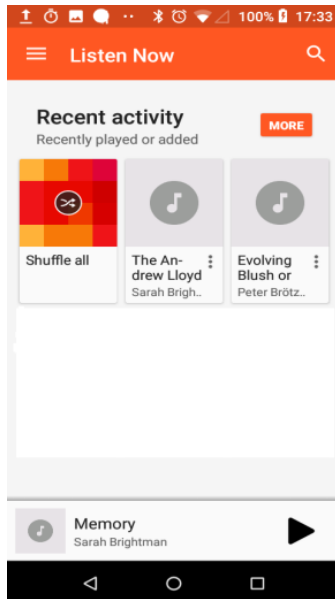 100% 17:33
Listen Now
Recent activity
Recently played or added
MORE
Shuffle all
The An-
drew Lloyd
Sarah Brigh..
Evolving
Blush or
Peter Brötz..
Memory
Sarah Brightman